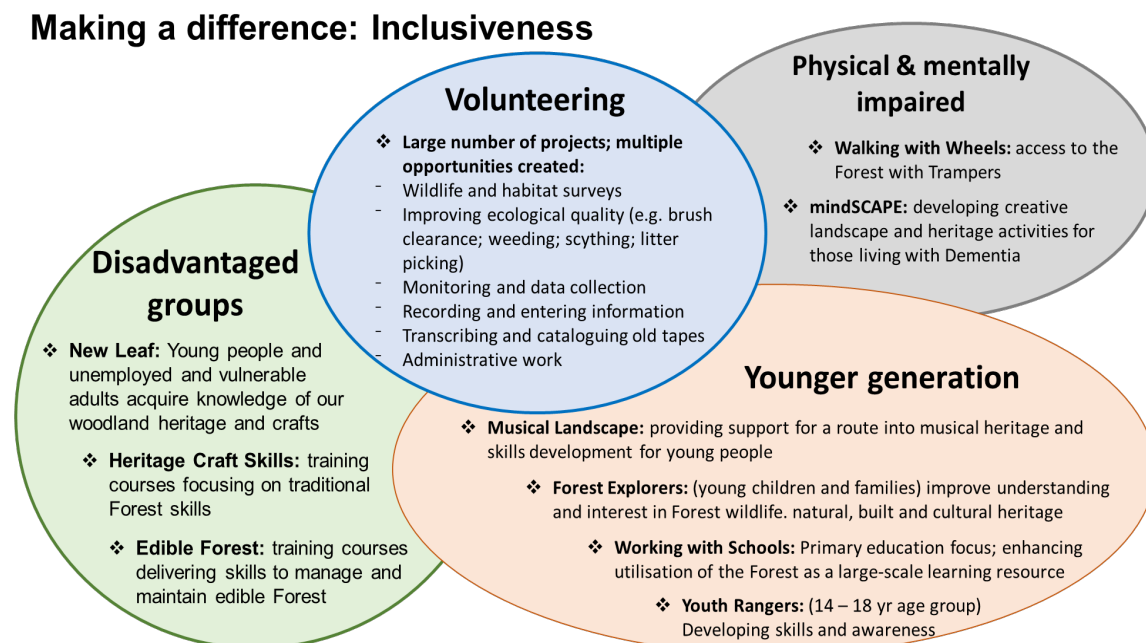 Making a difference: Inclusiveness
Volunteering
❖ Large number of projects; multiple
opportunities created:
- Wildlife and habitat surveys
- Improving ecological quality (e.g. brush
clearance; weeding; scything; litter
picking)
- Monitoring and data collection
- Recording and entering information
- Transcribing and cataloguing old tapes
- Administrative work
Physical & mentally
impaired
❖ Walking with Wheels: access to the
Forest with Trampers
❖ mindSCAPE: developing creative
landscape and heritage activities for
those living with Dementia
Disadvantaged
groups
❖ New Leaf: Young people and
unemployed and vulnerable
adults acquire knowledge of our
woodland heritage and crafts
❖ Heritage Craft Skills: training
courses focusing on traditional
Forest skills
❖ Edible Forest: training courses
delivering skills to manage and
maintain edible Forest
Younger generation
❖ Musical Landscape: providing support for a route into musical heritage and
skills development for young people
❖ Forest Explorers: (young children and families) improve understanding
and interest in Forest wildlife. natural, built and cultural heritage
❖ Working with Schools: Primary education focus; enhancing
utilisation of the Forest as a large-scale learning resource
❖ Youth Rangers: (14 – 18 yr age group)
Developing skills and awareness